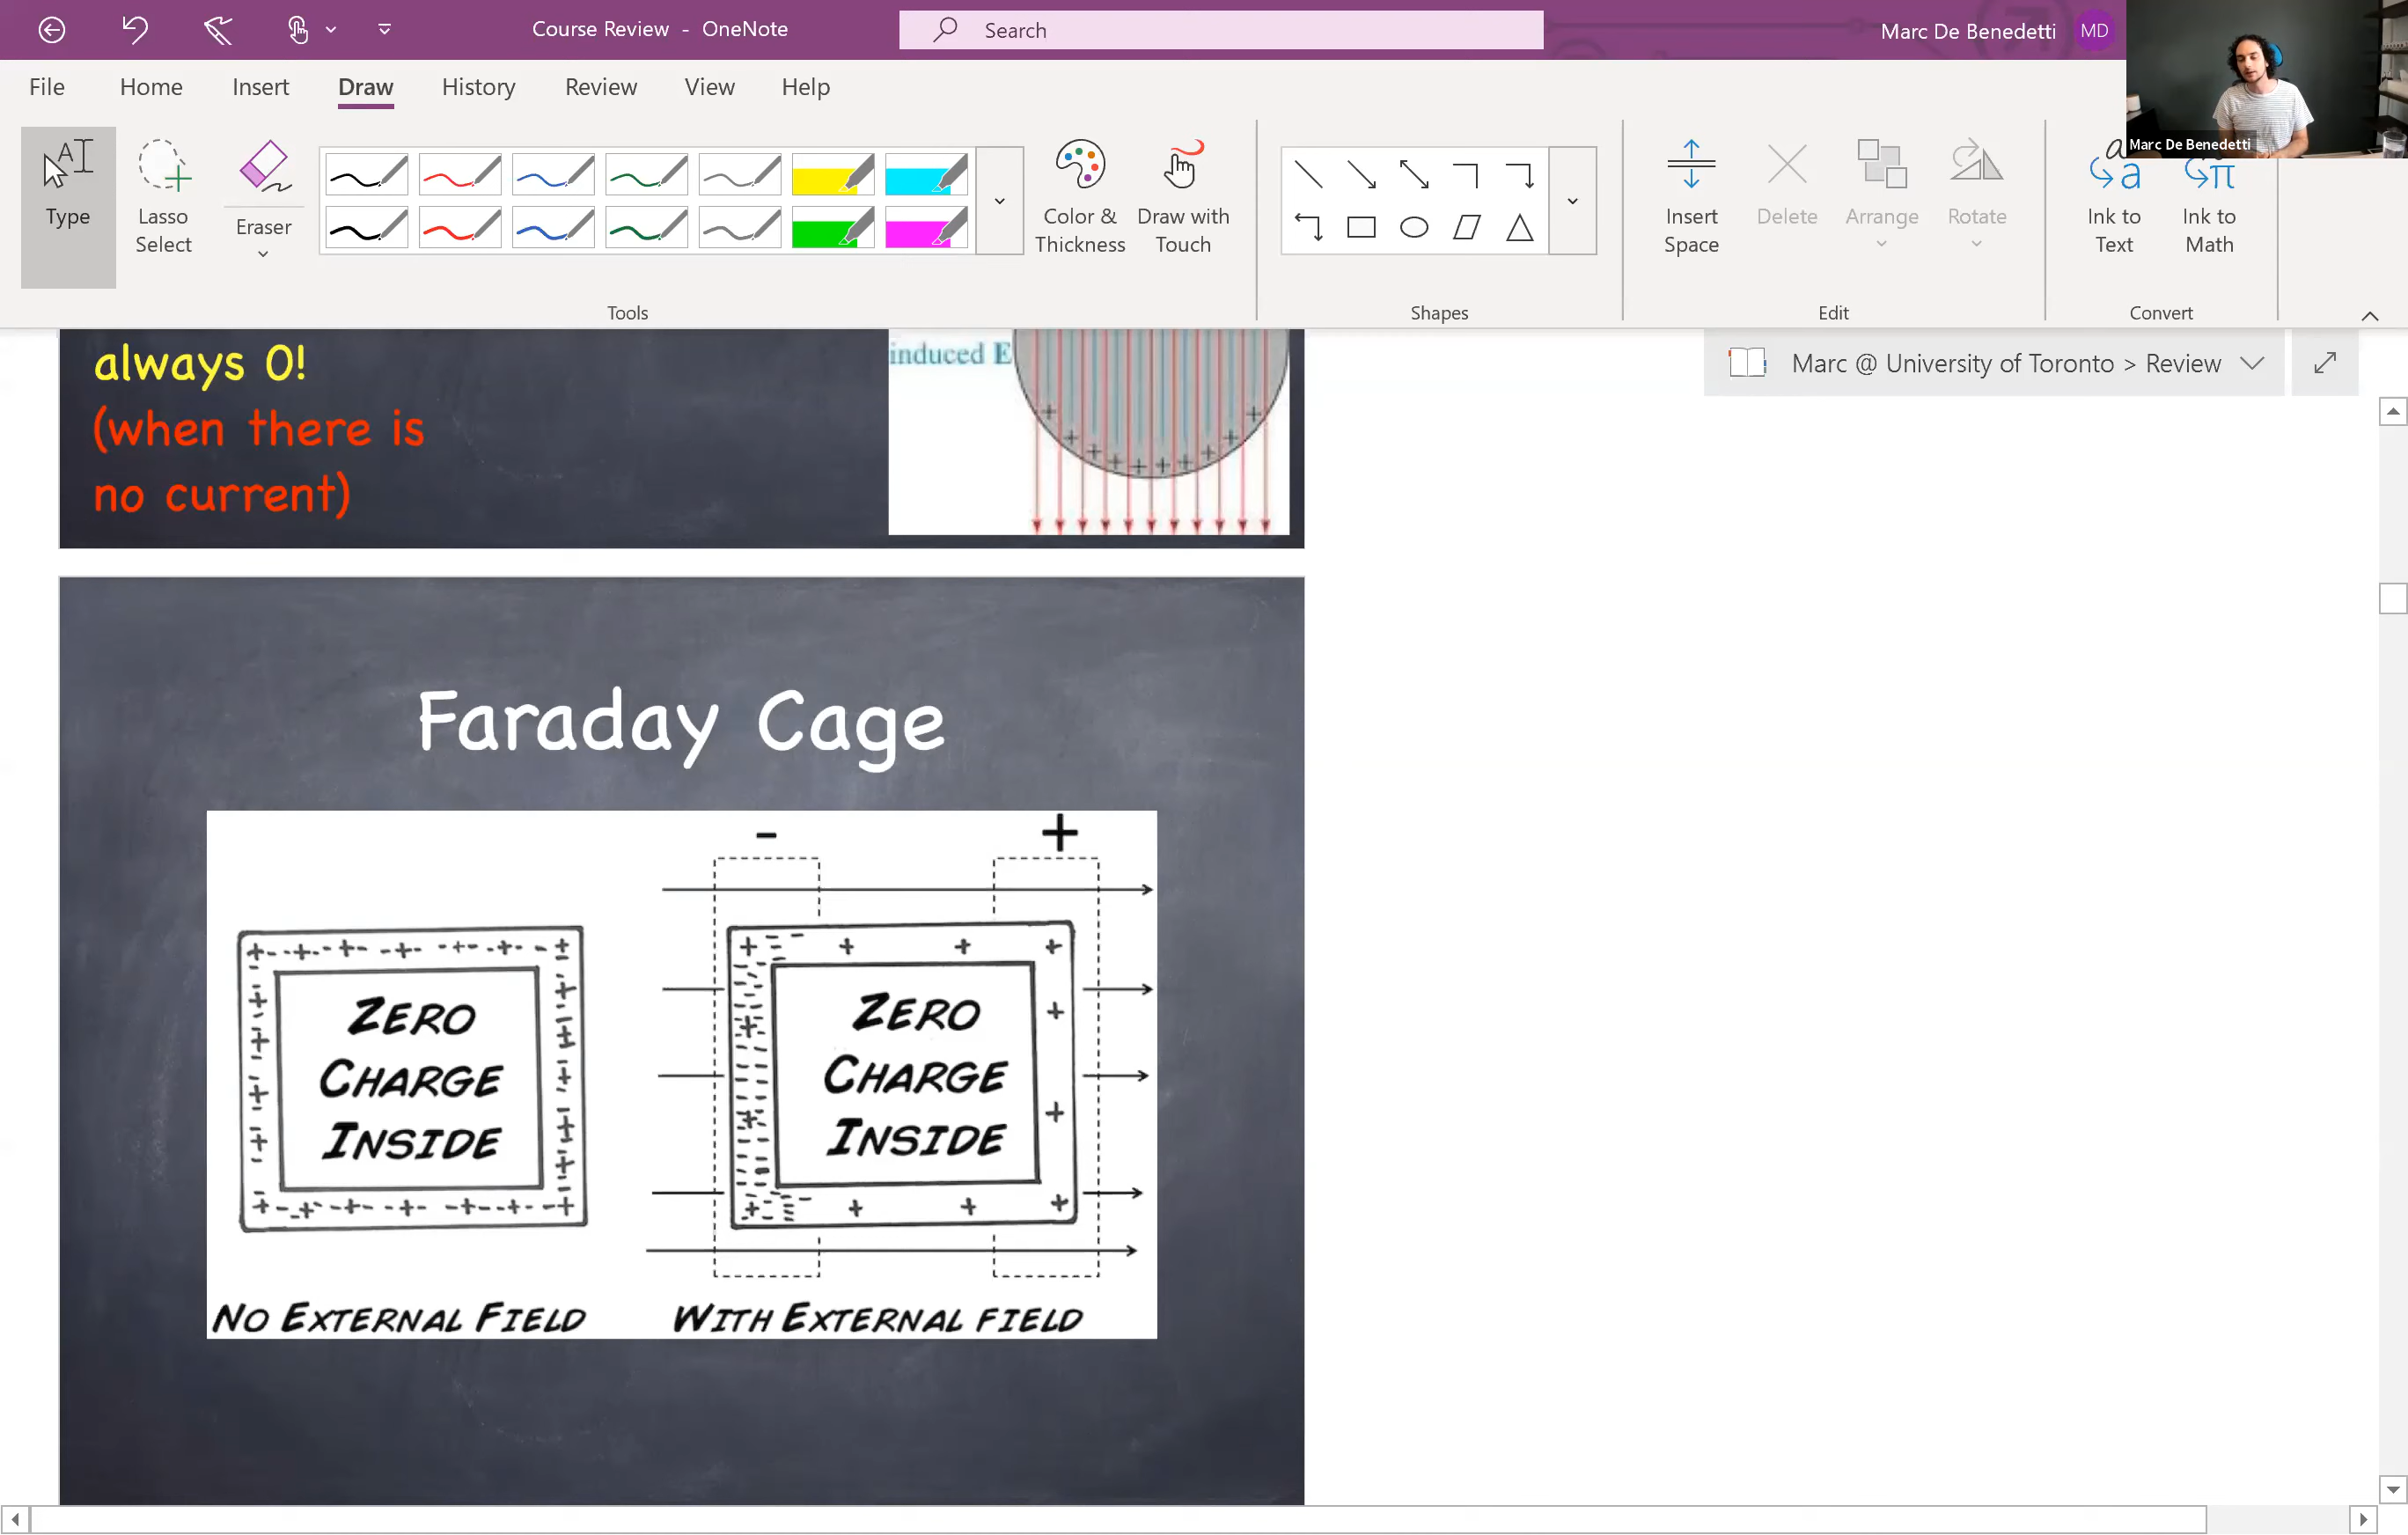 Course Review - OneNote
Search
Marc De Benedetti
MD
File Home Insert Draw History Review View Help
Type
Lasso
Select
Eraser
Color &
Thickness
Draw with
Touch
Tools
Shapes
Insert
Space
Delete
Arrange
Rotate
Edit
Ink to
Text
Ink to
Math
Convert
Marc De Benedetti
Marc @ University of Toronto > Review
always 0!
(when there is
no current)
induced E
+ + + + + + + + + + +
Faraday Cage
- +
ZERO
CHARGE
INSIDE
NO EXTERNAL FIELD
ZERO
CHARGE
INSIDE
WITH EXTERNAL FIELD